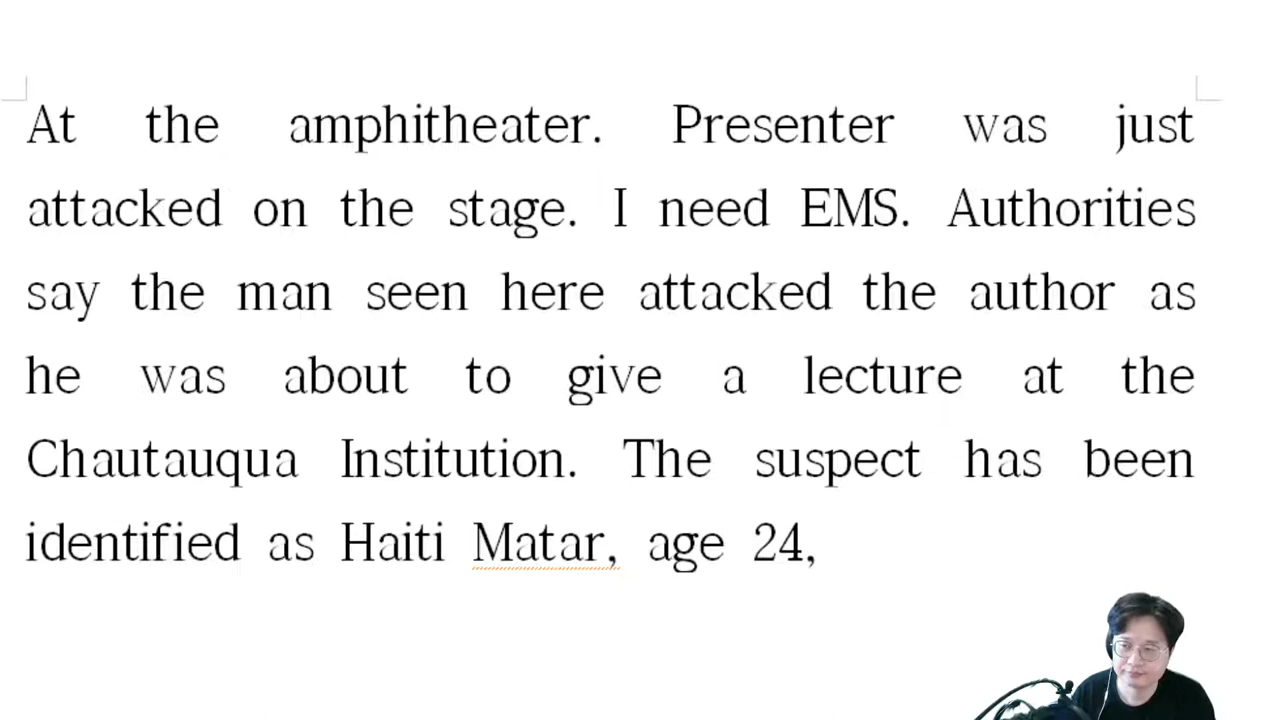 At the amphitheater. Presenter was just
attacked on the stage. I need EMS. Authorities
say the man seen here attacked the author as
he was about to give a lecture at the
Chautauqua Institution. The suspect has been
identified as Haiti Matar, age 24,